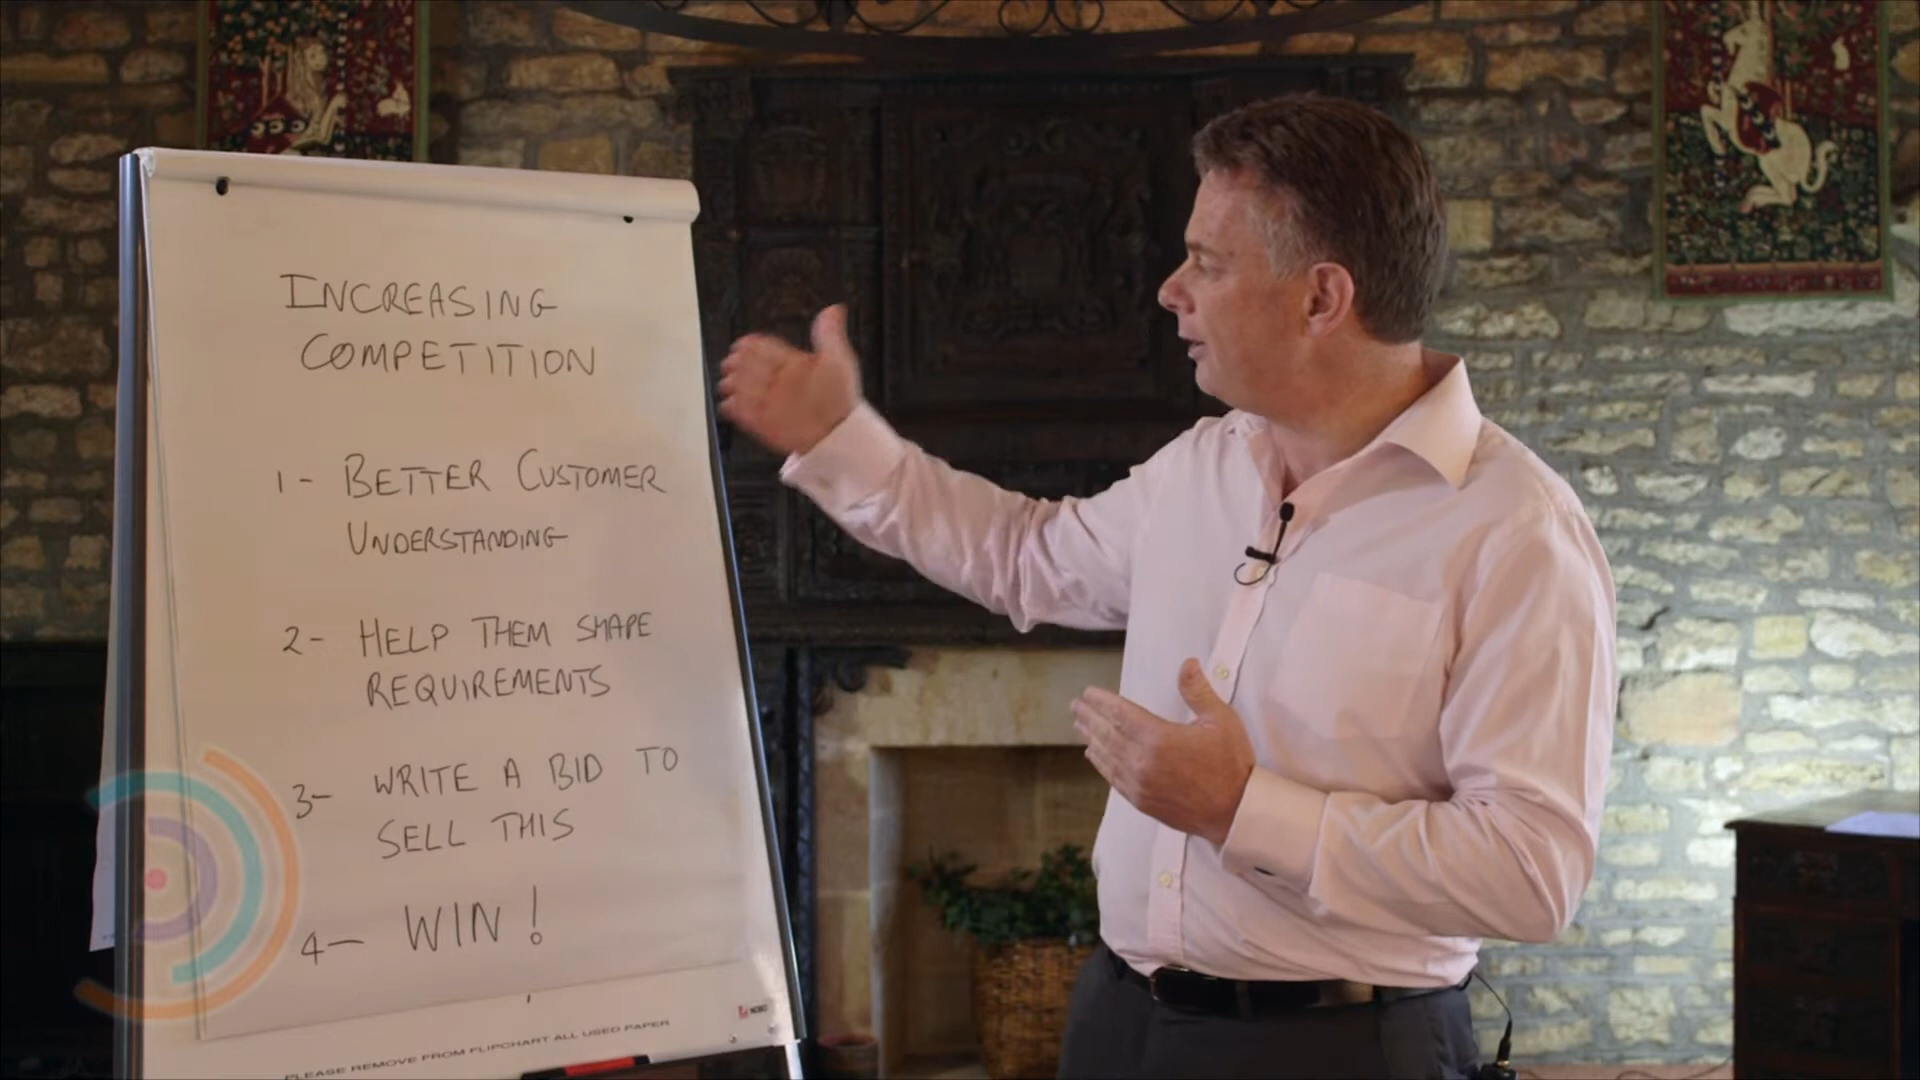 INCREASING
COMPETITION
1- BETTER CUSTOMER
UNDERSTANDING
2- HELP THEM SHAPE
REQUIREMENTS
3- WRITE A BID TO
SELL THIS
4- WIN!
NOBO
PLEASE REMOVE FROM FLIPCHART ALL USED PAPER